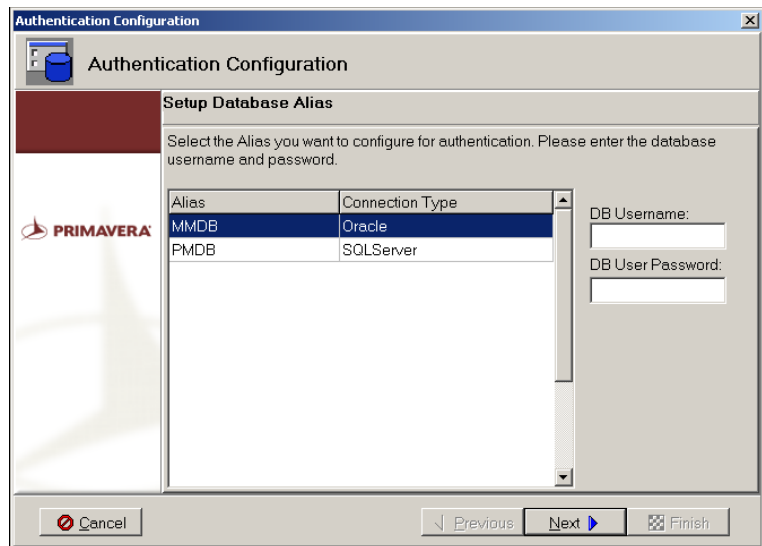 Authentication Configuration
Authentication Configuration
Setup Database Alias
Select the Alias you want to configure for authentication. Please enter the database
username and password.
Alias Connection Type
MMDB Oracle
PMDB SQLServer
DB Username:
DB User Password:
PRIMAVERA
Cancel
Previous
Next
Finish